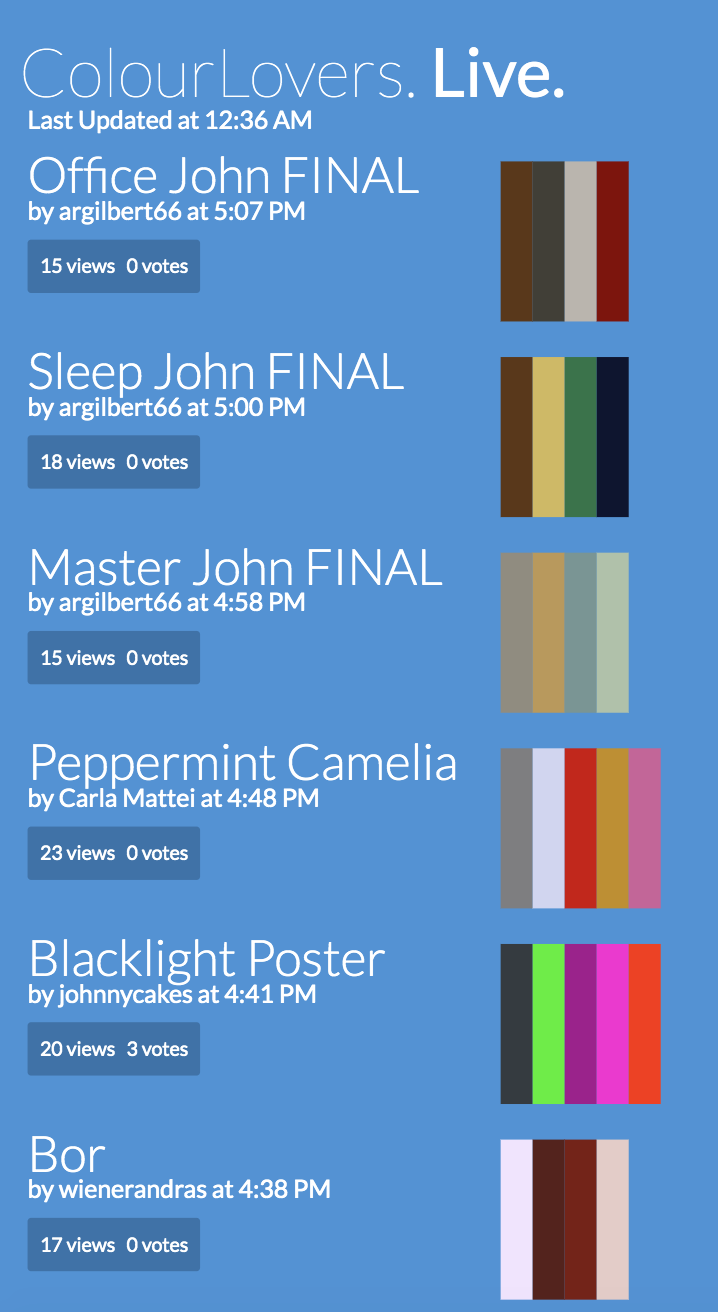 ColourLovers. Live.
Last Updated at 12:36 AM
Office John FINAL
by argilbert66 at 5:07 PM
15 views 0 votes
Sleep John FINAL
by argilbert66 at 5:00 PM
18 views 0 votes
Master John FINAL
by argilbert66 at 4:58 PM
15 views 0 votes
Peppermint Camelia
by Carla Mattei at 4:48 PM
23 views 0 votes
Blacklight Poster
by johnnycakes at 4:41 PM
20 views 3 votes
Bor
by wienerandras at 4:38 PM
17 views 0 votes